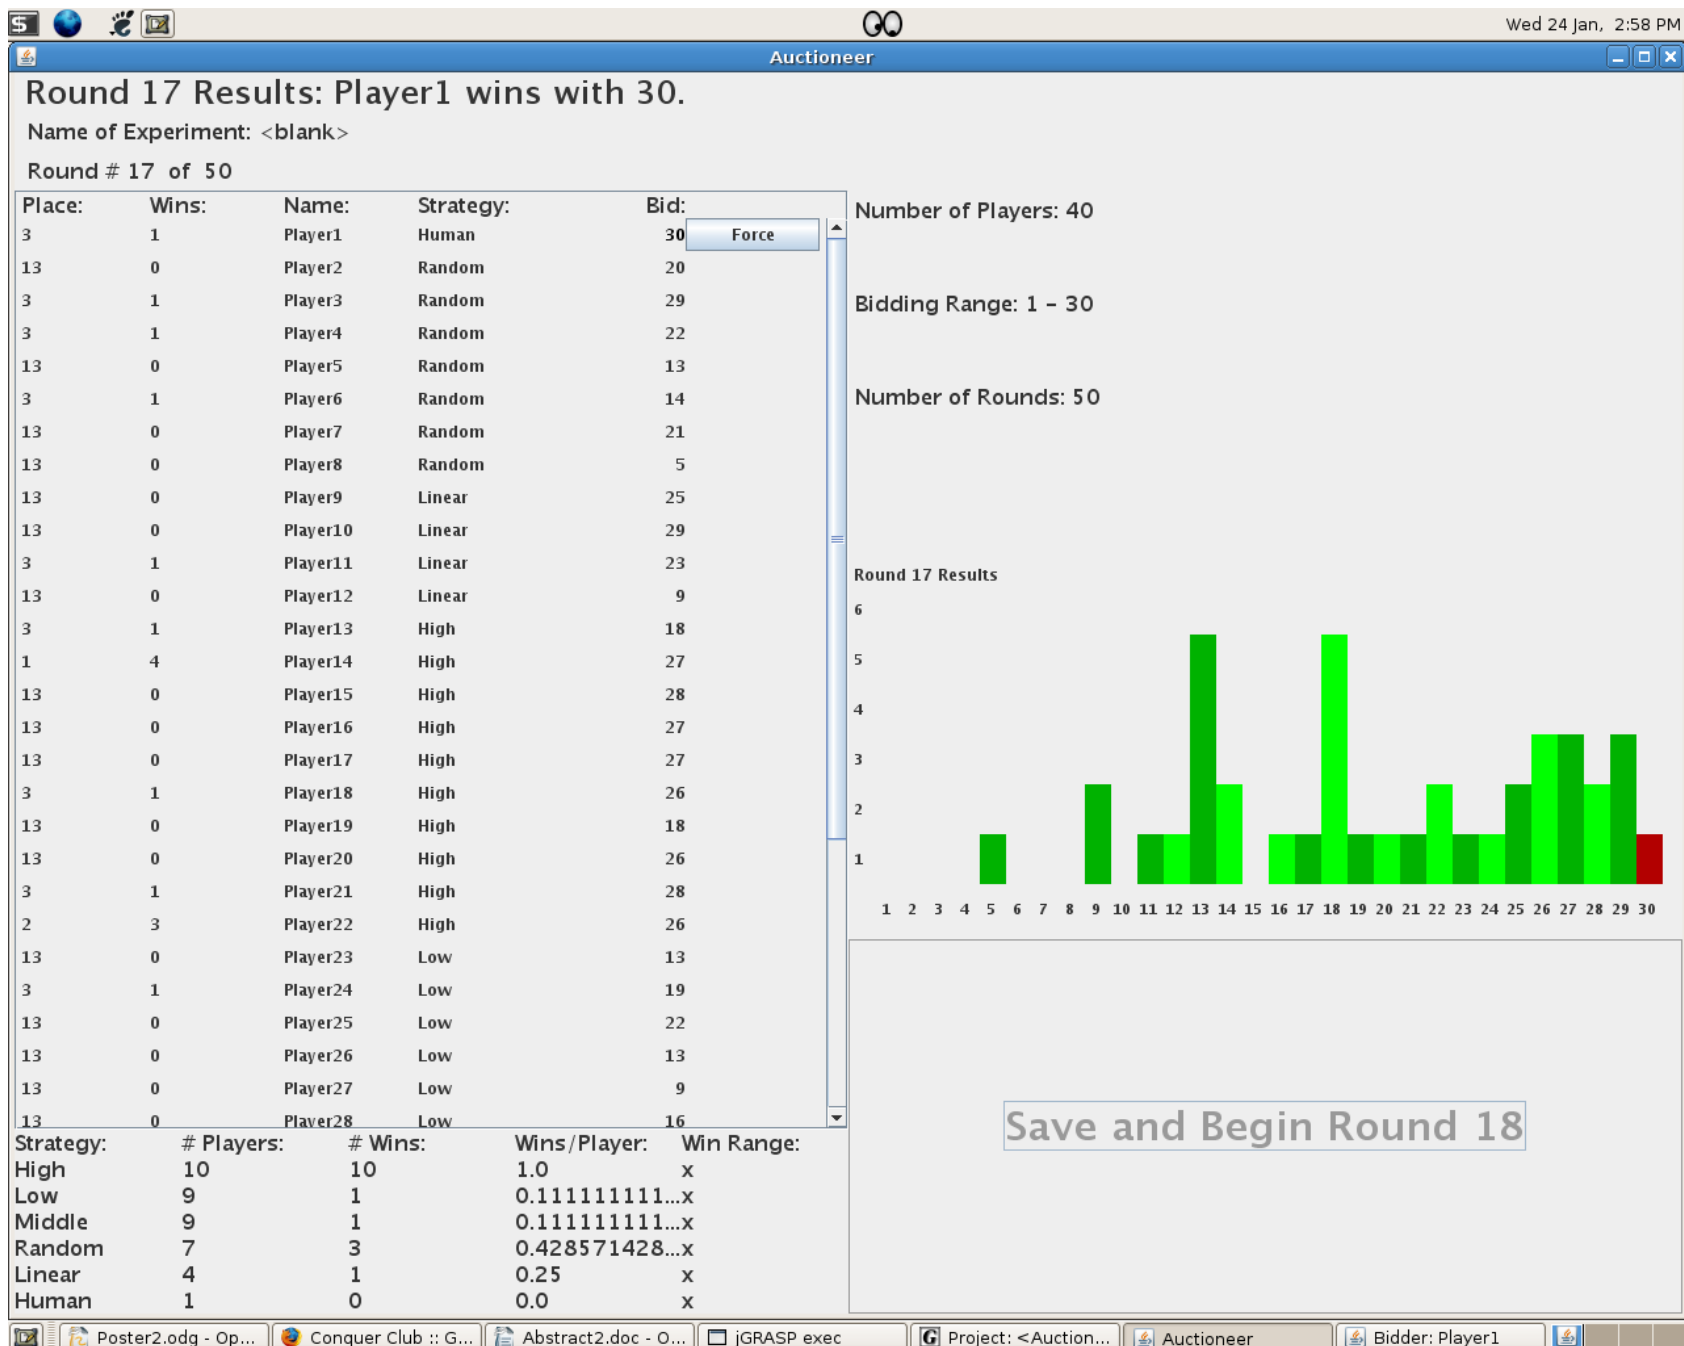 Wed 24 Jan, 2:58 PM
Auctioneer
Round 17 Results: Player1 wins with 30.
Name of Experiment: <blank>
Round # 17 of 50
Place: Wins: Name: Strategy: Bid:
3 1 Player1 Human 30 Force
13 0 Player2 Random 20
3 1 Player3 Random 29
3 1 Player4 Random 22
13 0 Player5 Random 13
3 1 Player6 Random 14
13 0 Player7 Random 21
13 0 Player8 Random 5
13 0 Player9 Linear 25
13 0 Player10 Linear 29
3 1 Player11 Linear 23
13 0 Player12 Linear 9
3 1 Player13 High 18
1 4 Player14 High 27
13 0 Player15 High 28
13 0 Player16 High 27
13 0 Player17 High 27
3 1 Player18 High 26
13 0 Player19 High 18
13 0 Player20 High 26
3 1 Player21 High 28
2 3 Player22 High 26
13 0 Player23 Low 13
3 1 Player24 Low 19
13 0 Player25 Low 22
13 0 Player26 Low 13
13 0 Player27 Low 9
13 0 Player28 Low 16
Strategy: # Players: # Wins: Wins/Player: Win Range:
High 10 10 1.0 x
Low 9 1 0.111111111...x
Middle 9 1 0.111111111...x
Random 7 3 0.428571428...x
Linear 4 1 0.25 x
Human 1 0 0.0 x
Number of Players: 40
Bidding Range: 1 – 30
Number of Rounds: 50
Round 17 Results
6
5
4
3
2
1
1 2 3 4 5 6 7 8 9 10 11 12 13 14 15 16 17 18 19 20 21 22 23 24 25 26 27 28 29 30
Save and Begin Round 18
Poster2.odg - Op... Conquer Club :: G... Abstract2.doc - O... jGRASP exec Project: <Auction... Auctioneer Bidder: Player1